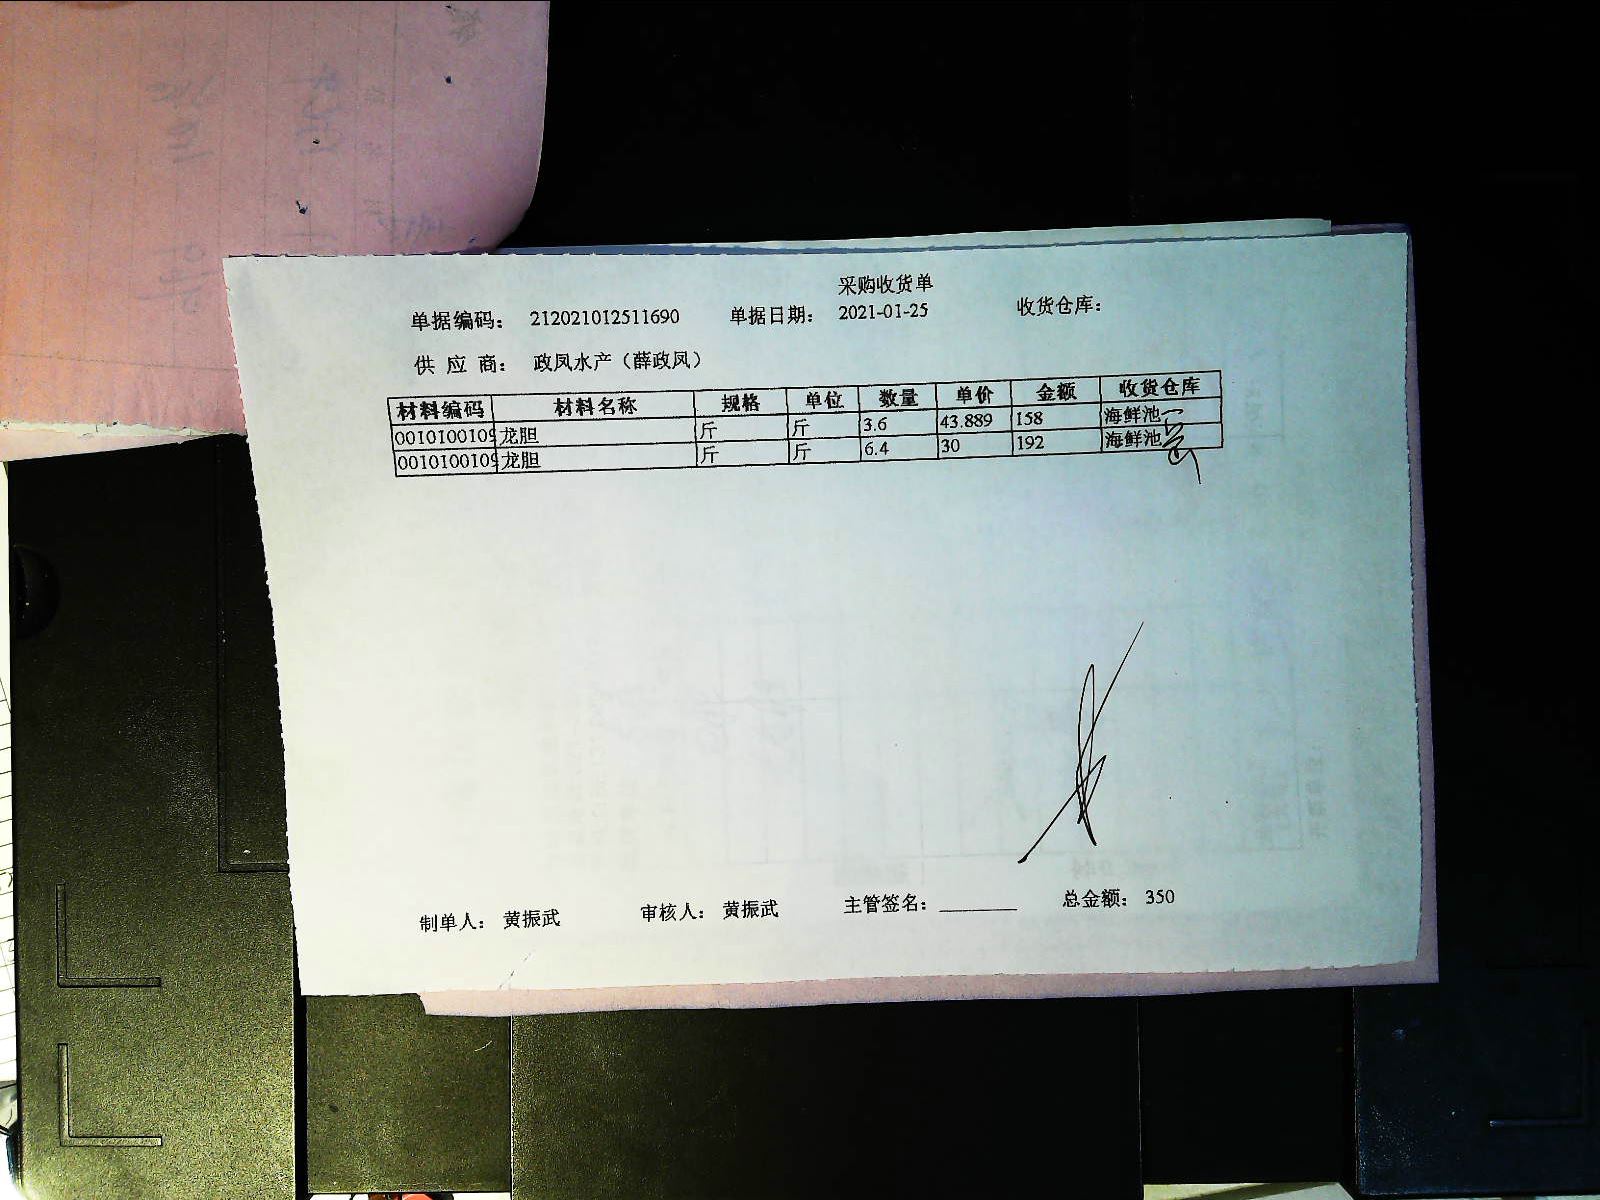 采购收货单
单据编码： 212021012511690 单据日期： 2021-01-25 收货仓库：
供 应 商： 政凤水产（薛政凤）
材料编码 材料名称 规格 单位 数量 单价 金额 收货仓库
0010100109 龙胆 斤 斤 3.6 43.889 158 海鲜池
0010100109 龙胆 斤 斤 6.4 30 192 海鲜池
制单人： 黄振武 审核人： 黄振武 主管签名： 总金额： 350